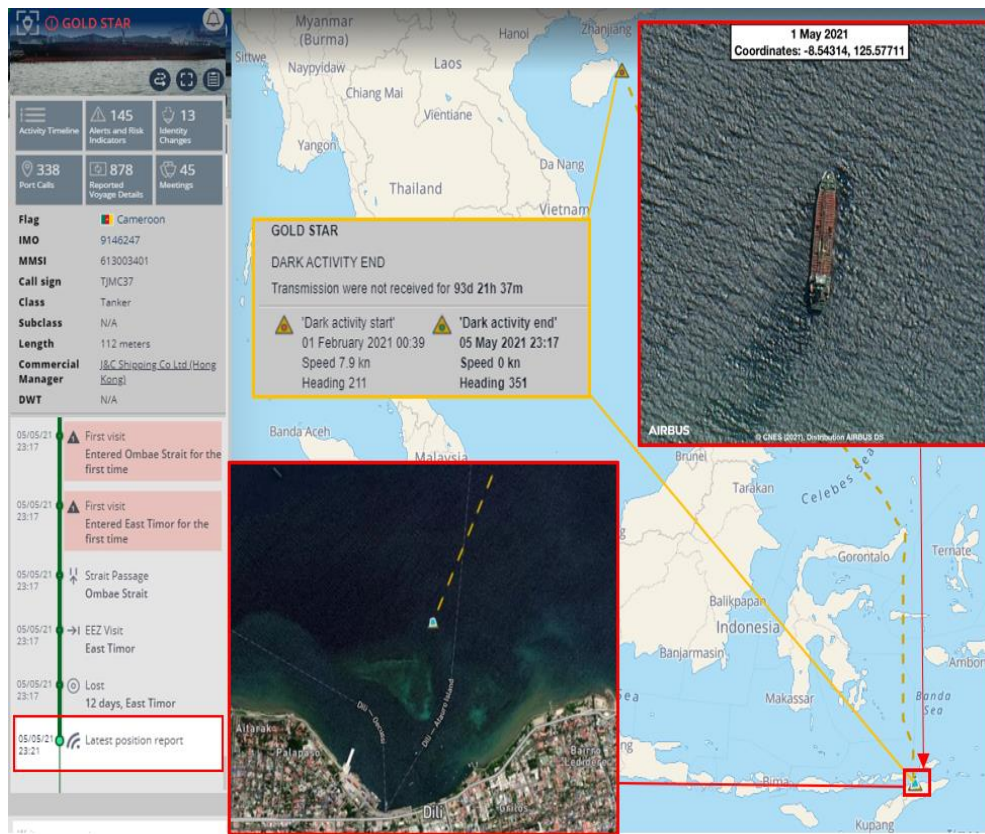 GOLD STAR
Activity Timeline
145
Alerts and Risk
Indicators
13
Identity
Changes
338
Port Calls
878
Reported
Voyage Details
45
Meetings
Flag Cameroon
IMO 9146247
MMSI 613003401
Call sign TJMC37
Class Tanker
Subclass N/A
Length 112 meters
Commercial Manager J&C Shipping Co Ltd (Hong Kong)
DWT N/A
05/05/21 23:17
First visit
Entered Ombae Strait for the
first time
05/05/21 23:17
First visit
Entered East Timor for the
first time
05/05/21 23:17
Strait Passage
Ombae Strait
05/05/21 23:17
EEZ Visit
East Timor
05/05/21 23:17
Lost
12 days, East Timor
05/05/21 23:21
Latest position report
Myanmar
(Burma)
Hanoi
Zhanjiang
Sittwe
Naypyidaw
Laos
Chiang Mai
Vientiane
Yangon
Da Nang
Thailand
Vietnam
GOLD STAR
DARK ACTIVITY END
Transmission were not received for 93d 21h 37m
'Dark activity start'
01 February 2021 00:39
Speed 7.9 kn
Heading 211
'Dark activity end'
05 May 2021 23:17
Speed 0 kn
Heading 351
1 May 2021
Coordinates: -8.54314, 125.57711
AIRBUS
© CNES (2021), Distribution AIRBUS DS
Banda Aceh
Malaysia
Brunei
Tarakan
Celebes Sea
Gorontalo
Ternate
Balikpapan
Indonesia
Banjarmasin
Ambon
Makassar
Banda
Sea
Bima
Kupang
Dili — Oecusse
Dili — Atauro Island
Aitarak
Palapaso
Bairro
Lecidere
Dili